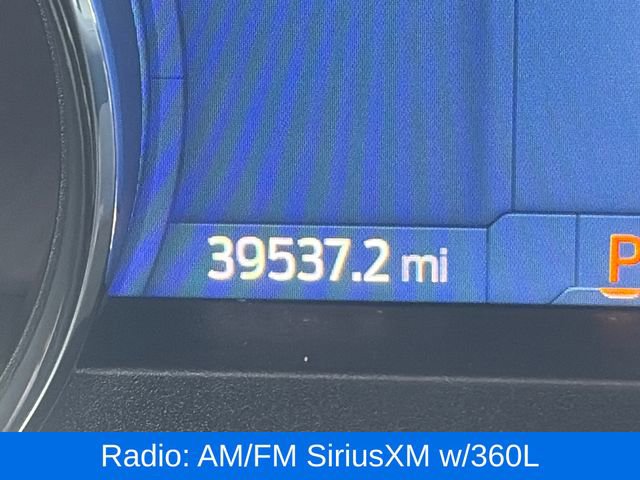 39537.2 mi
P
Radio: AM/FM SiriusXM w/360L